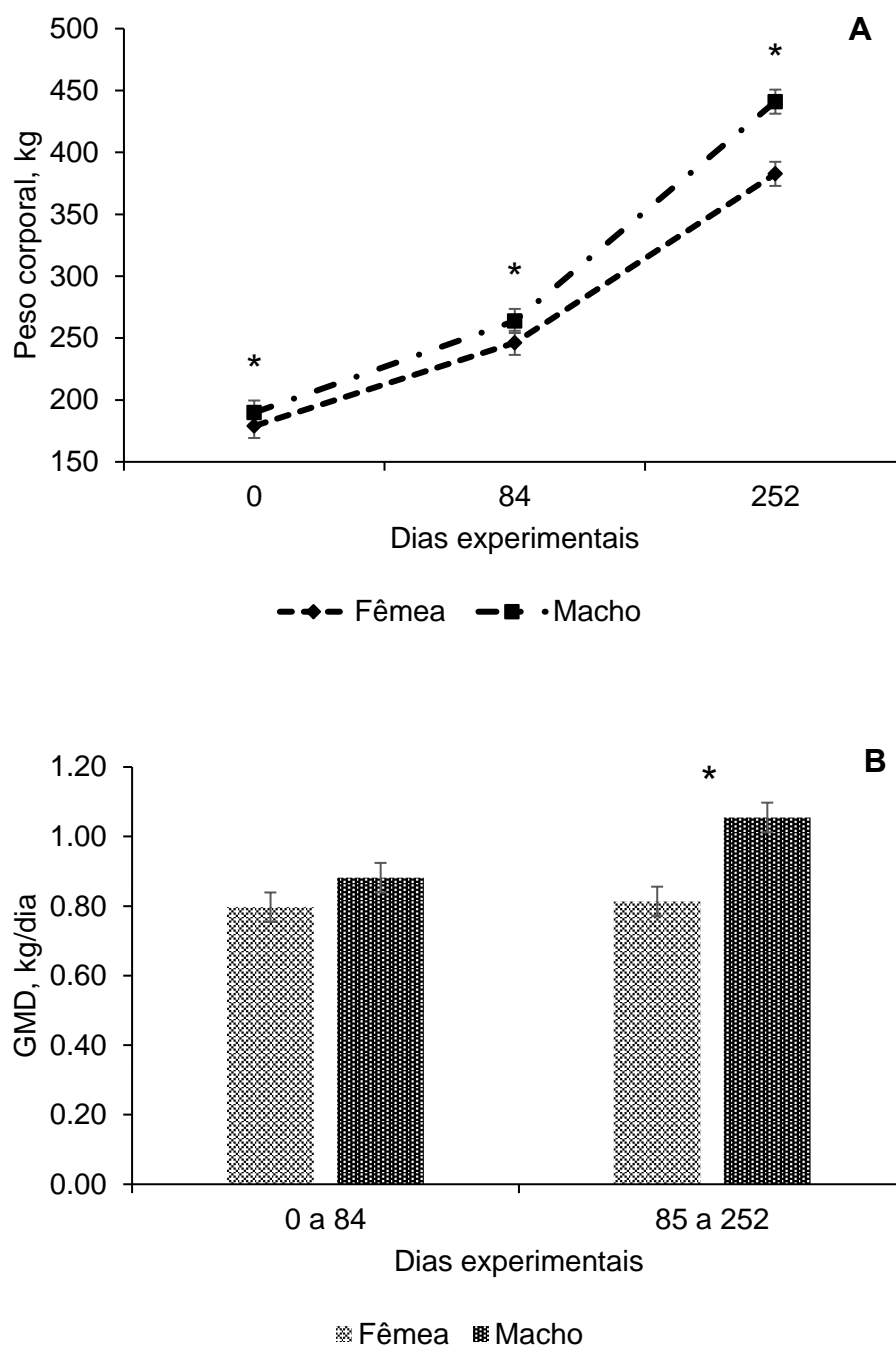 A
500
450
400
350
300
250
200
150
Peso corporal, kg
*
*
*
0 84 252
Dias experimentais
Fêmea Macho
B
1.20
1.00
0.80
0.60
0.40
0.20
0.00
GMD, kg/dia
*
0 a 84 85 a 252
Dias experimentais
Fêmea Macho